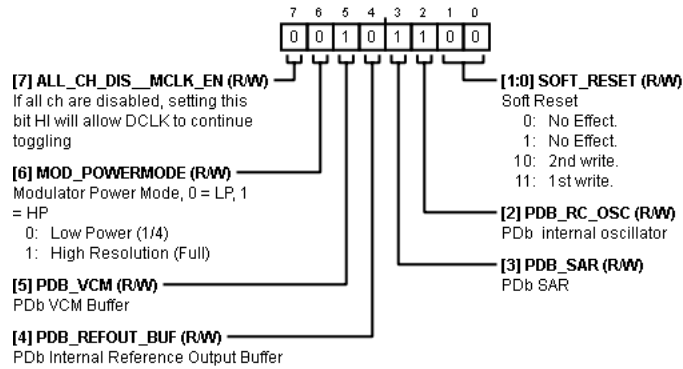 7 6 5 4 3 2 1 0
0 0 1 0 1 1 0 0
[7] ALL_CH_DIS__MCLK_EN (R/W)
If all ch are disabled, setting this
bit HI will allow DCLK to continue
toggling
[6] MOD_POWERMODE (R/W)
Modulator Power Mode, 0 = LP, 1
= HP
0: Low Power (1/4)
1: High Resolution (Full)
[5] PDB_VCM (R/W)
PDb VCM Buffer
[4] PDB_REFOUT_BUF (R/W)
PDb Internal Reference Output Buffer
[1:0] SOFT_RESET (R/W)
Soft Reset
0: No Effect.
1: No Effect.
10: 2nd write.
11: 1st write.
[2] PDB_RC_OSC (R/W)
PDb internal oscillator
[3] PDB_SAR (R/W)
PDb SAR